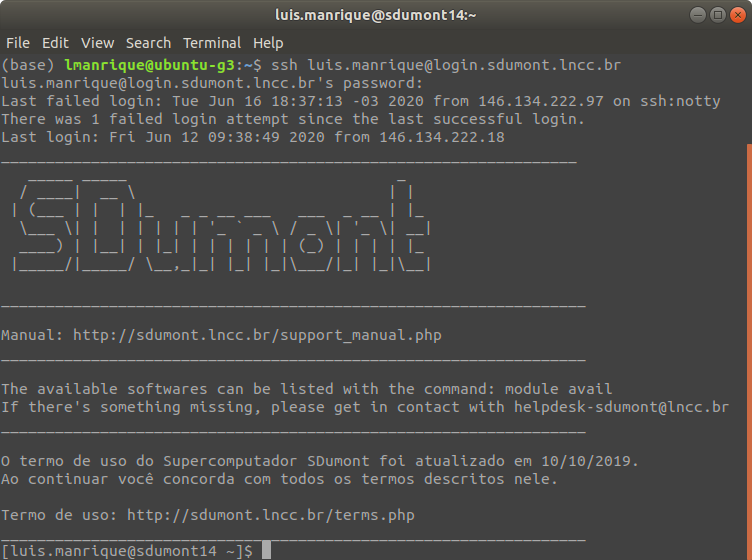 luis.manrique@sdumont14:~
File Edit View Search Terminal Help
(base) lmanrique@ubuntu-g3:~$ ssh luis.manrique@login.sdumont.lncc.br
luis.manrique@login.sdumont.lncc.br's password:
Last failed login: Tue Jun 16 18:37:13 -03 2020 from 146.134.222.97 on ssh:notty
There was 1 failed login attempt since the last successful login.
Last login: Fri Jun 12 09:38:49 2020 from 146.134.222.18
SDumont
Manual: http://sdumont.lncc.br/support_manual.php
The available softwares can be listed with the command: module avail
If there's something missing, please get in contact with helpdesk-sdumont@lncc.br
O termo de uso do Supercomputador SDumont foi atualizado em 10/10/2019.
Ao continuar você concorda com todos os termos descritos nele.
Termo de uso: http://sdumont.lncc.br/terms.php
[luis.manrique@sdumont14 ~]$